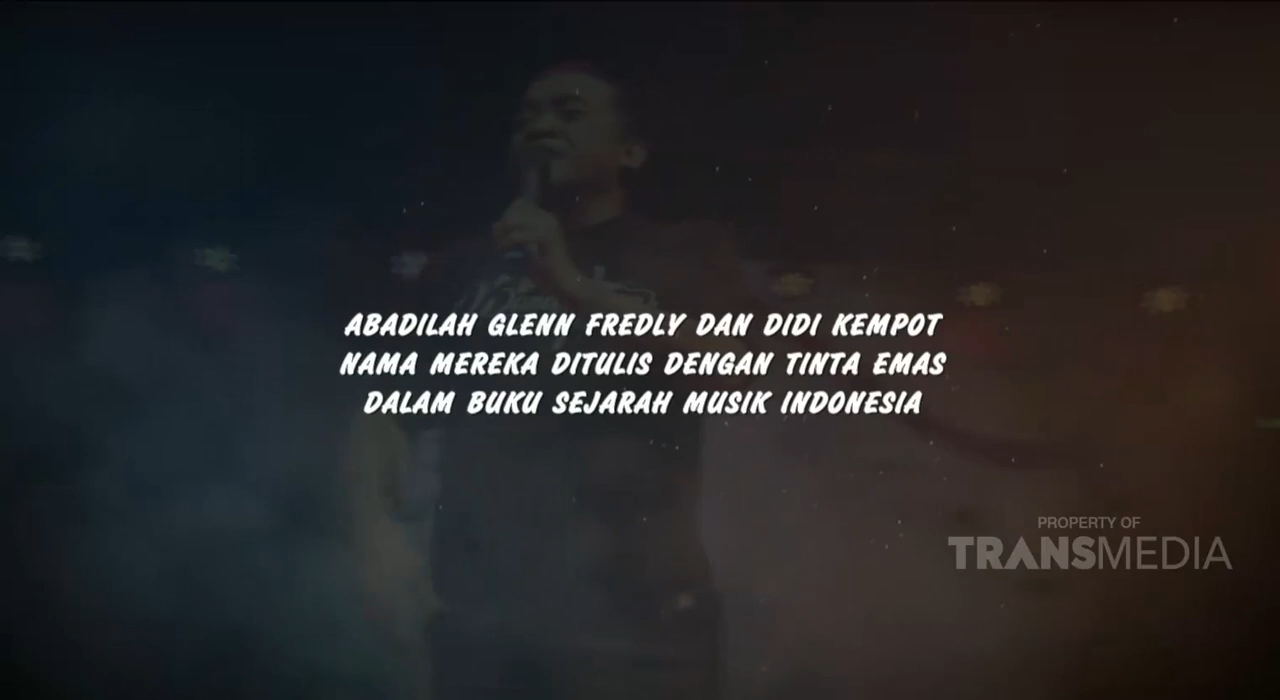 ABADILAH GLENN FREDLY DAN DIDI KEMPOT
NAMA MEREKA DITULIS DENGAN TINTA EMAS
DALAM BUKU SEJARAH MUSIK INDONESIA
PROPERTY OF
TRANSMEDIA